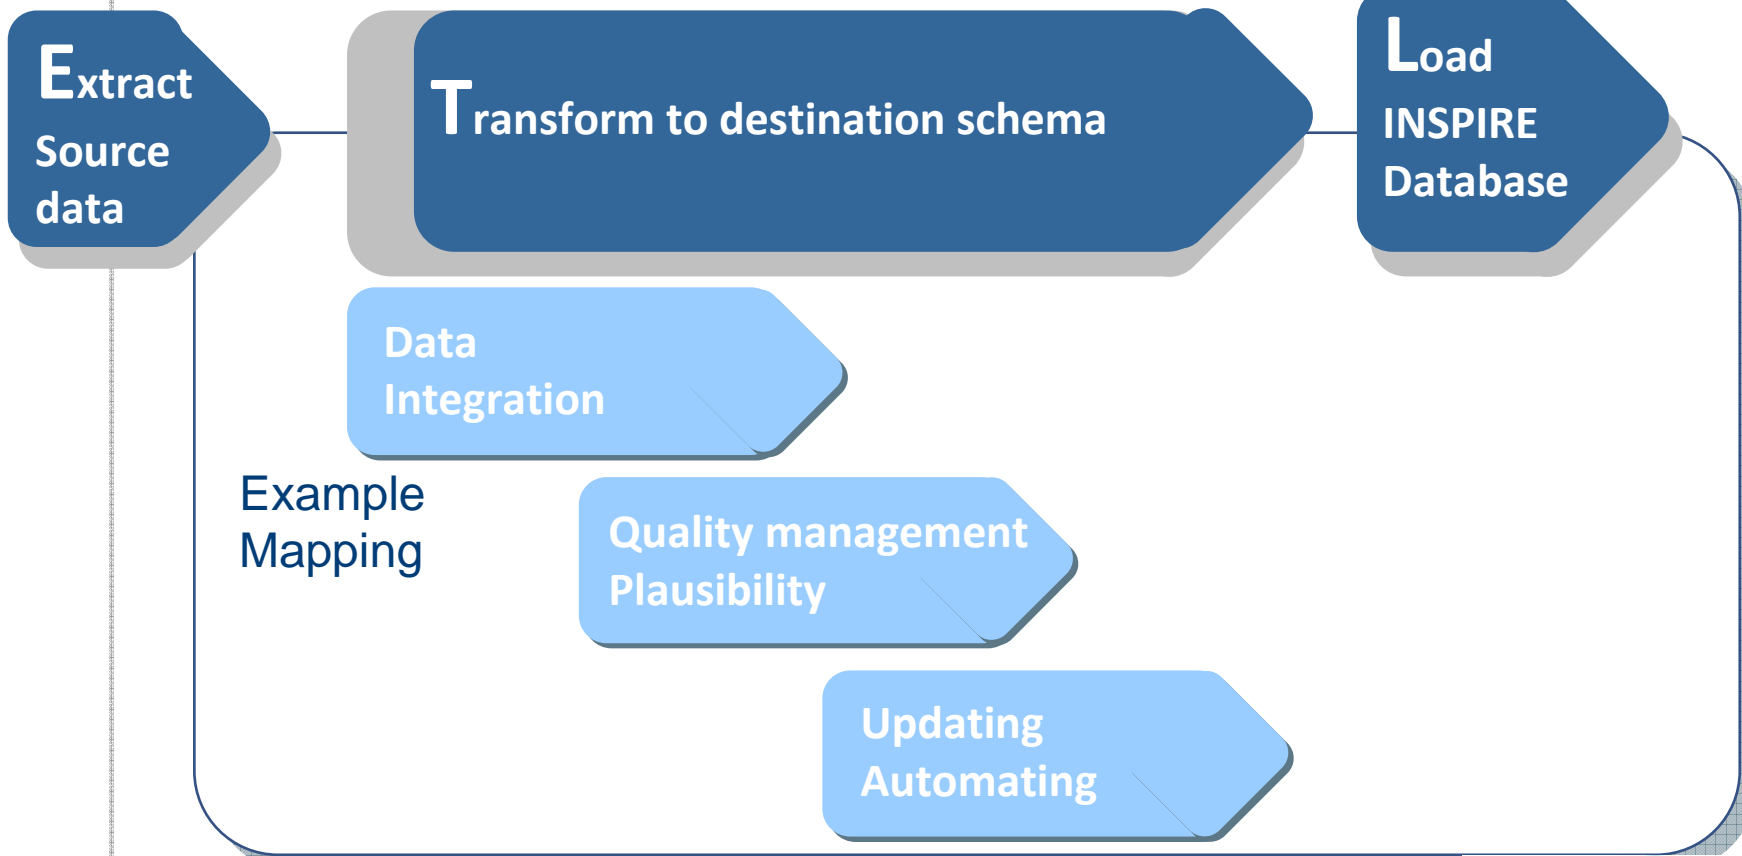 Extract
Source
data
Transform to destination schema
Load
INSPIRE
Database
Data
Integration
Example
Mapping
Quality management
Plausibility
Updating
Automating